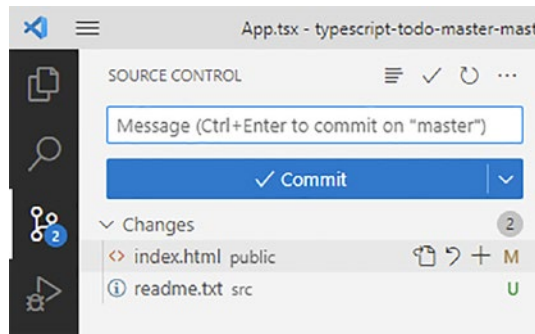 App.tsx - typescript-todo-master-mast
SOURCE CONTROL
Message (Ctrl+Enter to commit on "master")
Commit
Changes 2
index.html public M
2
readme.txt src U